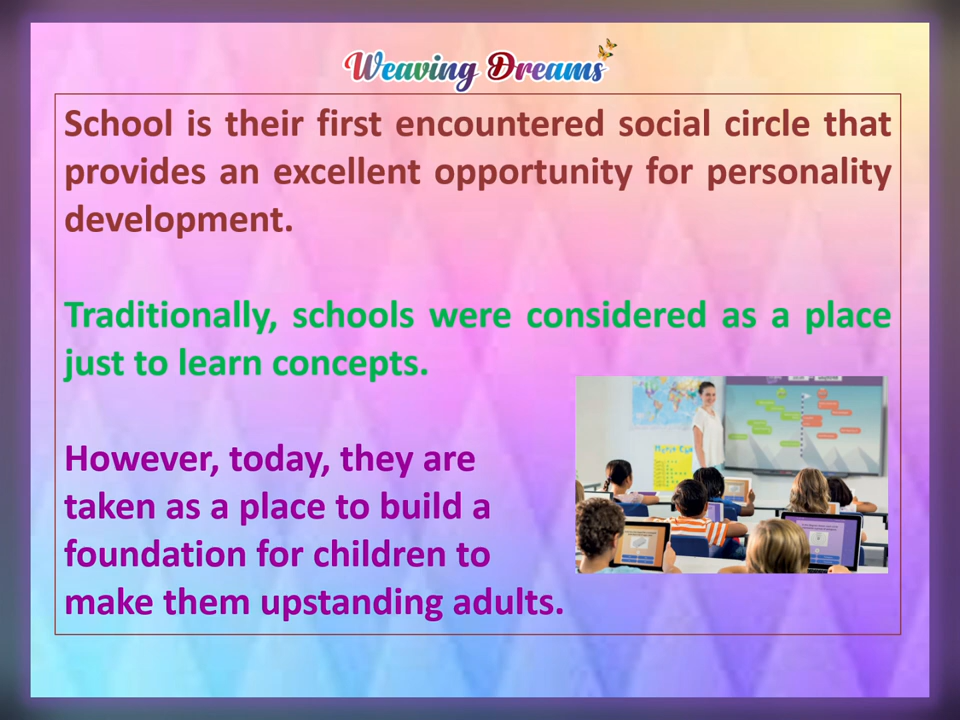 Weaving Dreams
School is their first encountered social circle that
provides an excellent opportunity for personality
development.
Traditionally, schools were considered as a place
just to learn concepts.
However, today, they are
taken as a place to build a
foundation for children to
make them upstanding adults.